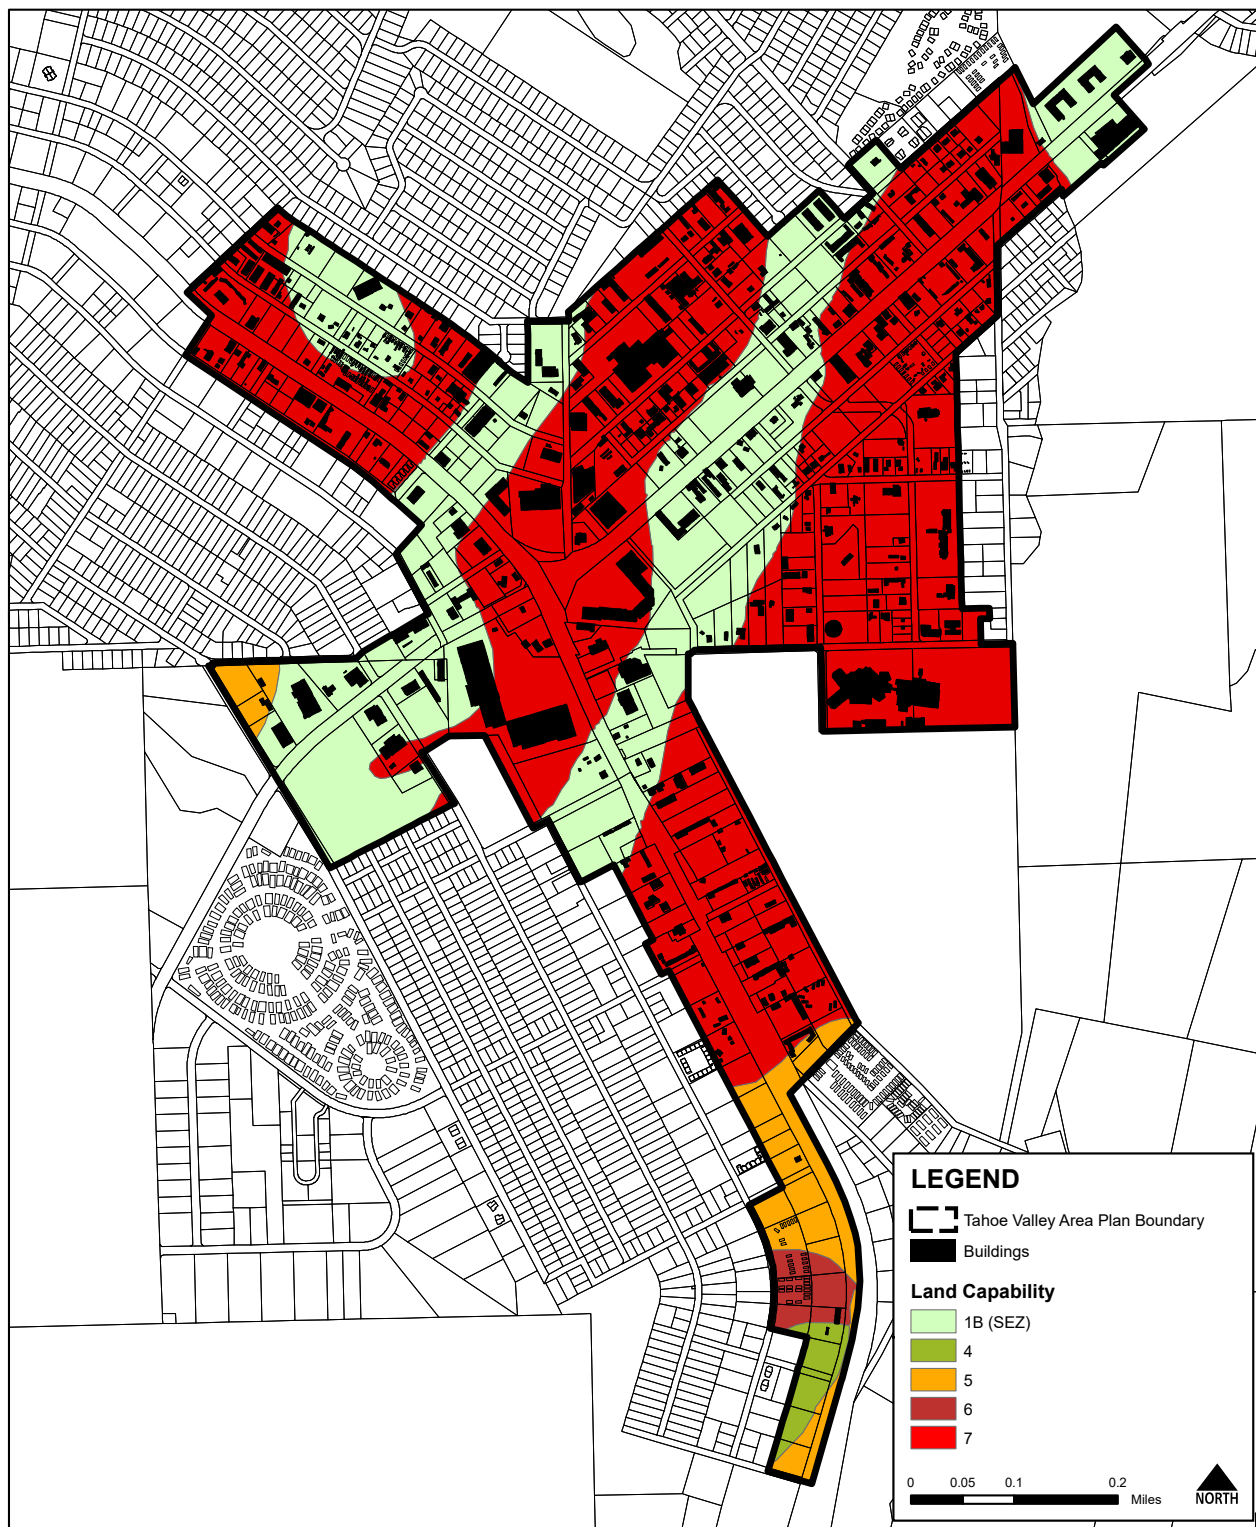 LEGEND
Tahoe Valley Area Plan Boundary
Buildings
Land Capability
1B (SEZ)
4
5
6
7
0 0.05 0.1 0.2
Miles
NORTH